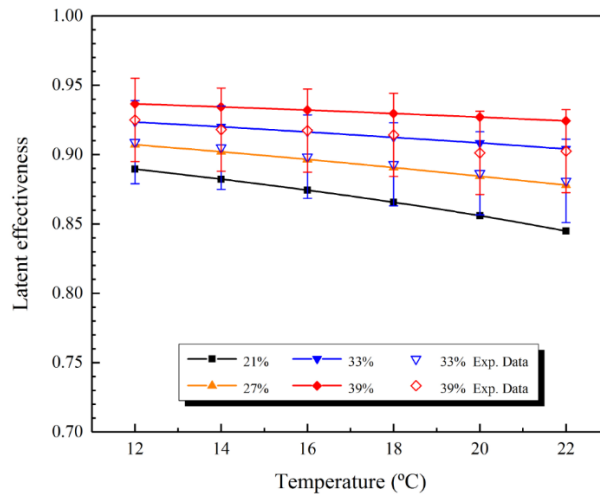 1.00
0.95
0.90
0.85
0.80
0.75
0.70
Latent effectiveness
21% 33% 33% Exp. Data
27% 39% 39% Exp. Data
12 14 16 18 20 22
Temperature (ºC)